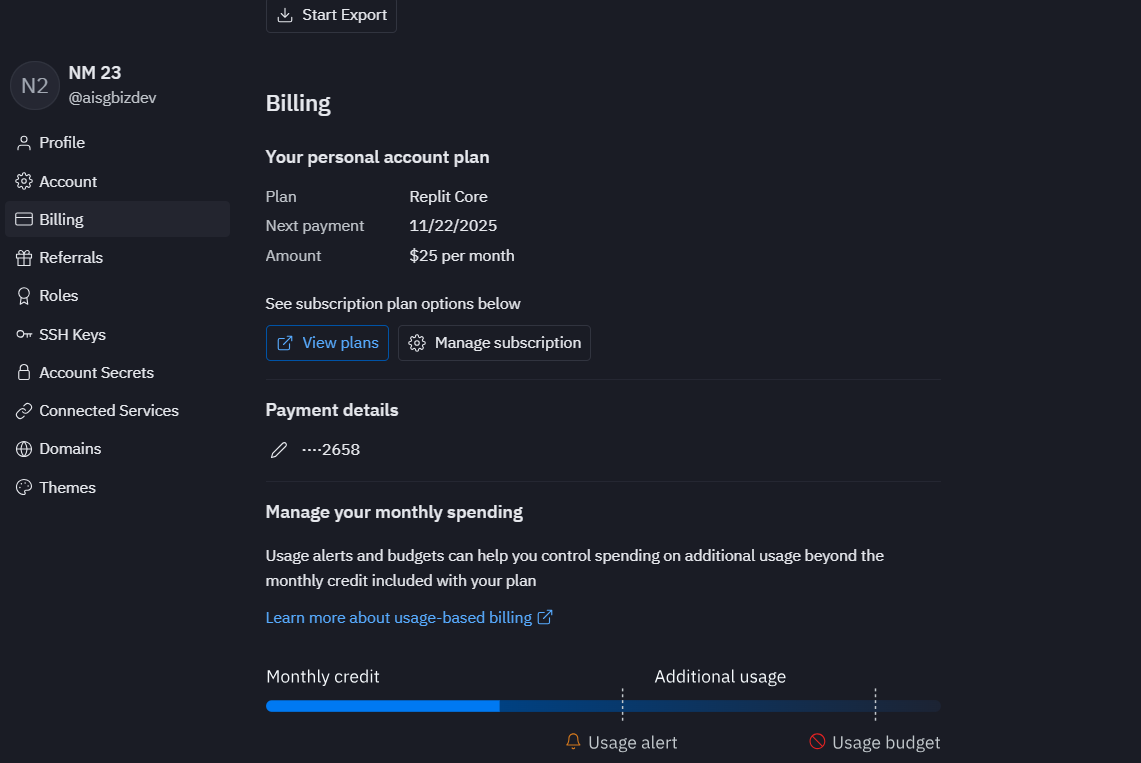 Start Export
N2
NM 23
@aisgbizdev
Profile
Account
Billing
Referrals
Roles
SSH Keys
Account Secrets
Connected Services
Domains
Themes
Billing
Your personal account plan
Plan Replit Core
Next payment 11/22/2025
Amount $25 per month
See subscription plan options below
View plans Manage subscription
Payment details
····2658
Manage your monthly spending
Usage alerts and budgets can help you control spending on additional usage beyond the
monthly credit included with your plan
Learn more about usage-based billing
Monthly credit Additional usage
Usage alert Usage budget